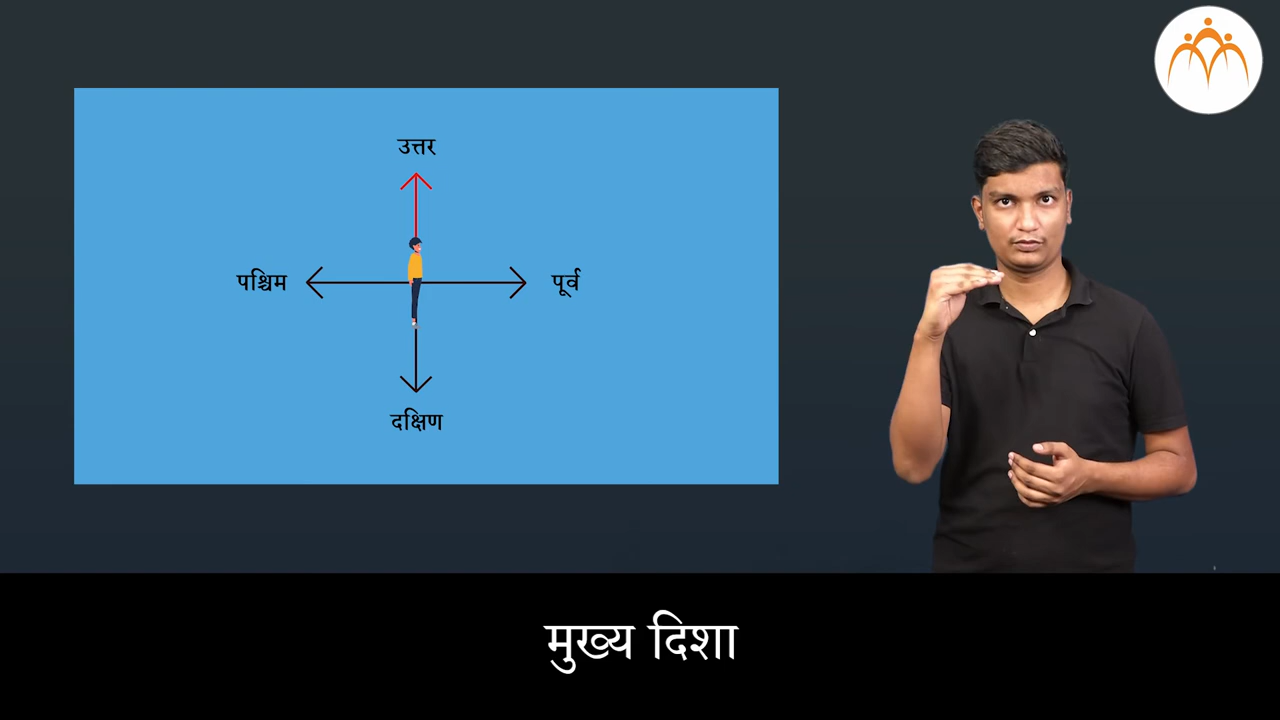 उत्तर
पश्चिम
पूर्व
दक्षिण
मुख्य दिशा